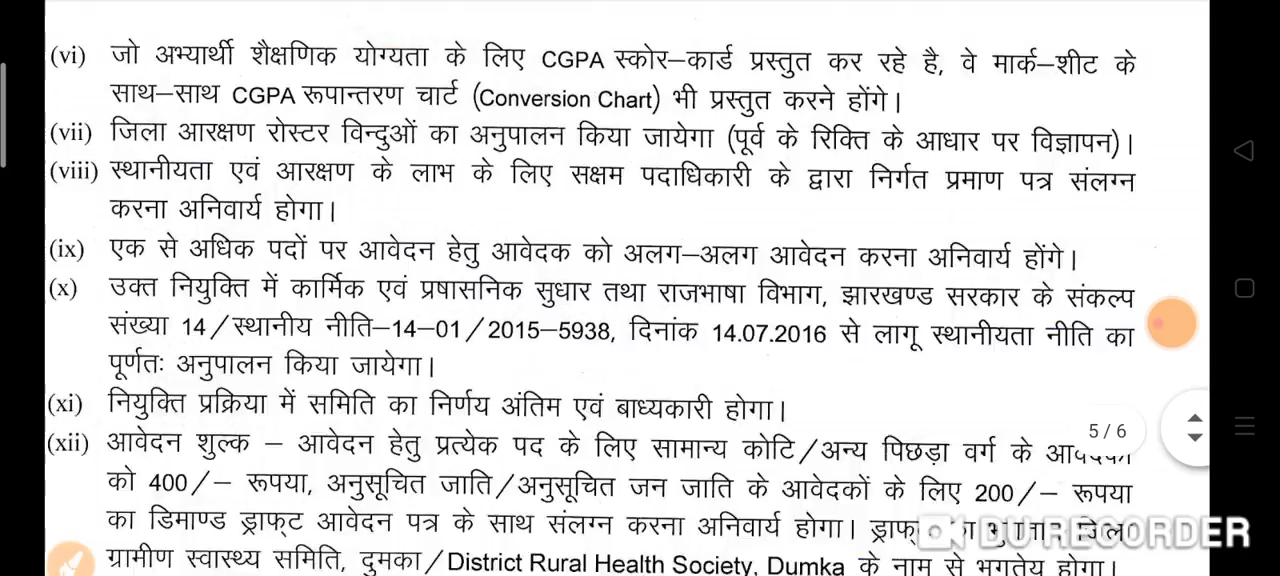 (vi) जो अभ्यार्थी शैक्षणिक योग्यता के लिए CGPA स्कोर–कार्ड प्रस्तुत कर रहे है, वे मार्क–शीट के
साथ–साथ CGPA रूपान्तरण चार्ट (Conversion Chart) भी प्रस्तुत करने होंगे।
(vii) जिला आरक्षण रोस्टर विन्दुओं का अनुपालन किया जायेगा (पूर्व के रिक्ति के आधार पर विज्ञापन)।
(viii) स्थानीयता एवं आरक्षण के लाभ के लिए सक्षम पदाधिकारी के द्वारा निर्गत प्रमाण पत्र संलग्न
करना अनिवार्य होगा।
(ix) एक से अधिक पदों पर आवेदन हेतु आवेदक को अलग–अलग आवेदन करना अनिवार्य होंगे।
(x) उक्त नियुक्ति में कार्मिक एवं प्रषासनिक सुधार तथा राजभाषा विभाग, झारखण्ड सरकार के संकल्प
संख्या 14/स्थानीय नीति–14–01/2015–5938, दिनांक 14.07.2016 से लागू स्थानीयता नीति का
पूर्णतः अनुपालन किया जायेगा।
(xi) नियुक्ति प्रक्रिया में समिति का निर्णय अंतिम एवं बाध्यकारी होगा।
5/6
(xii) आवेदन शुल्क – आवेदन हेतु प्रत्येक पद के लिए सामान्य कोटि/अन्य पिछड़ा वर्ग के
को 400/– रूपया, अनुसूचित जाति/अनुसूचित जन जाति के आवेदकों के लिए 200/– रूपया
का डिमाण्ड ड्राफ्ट आवेदन पत्र के साथ संलग्न करना अनिवार्य होगा।
DU RECORDER
ग्रामीण स्वास्थ्य समिति, दुमका/District Rural Health Society, Dumka के नाम से भुगतेय होगा।